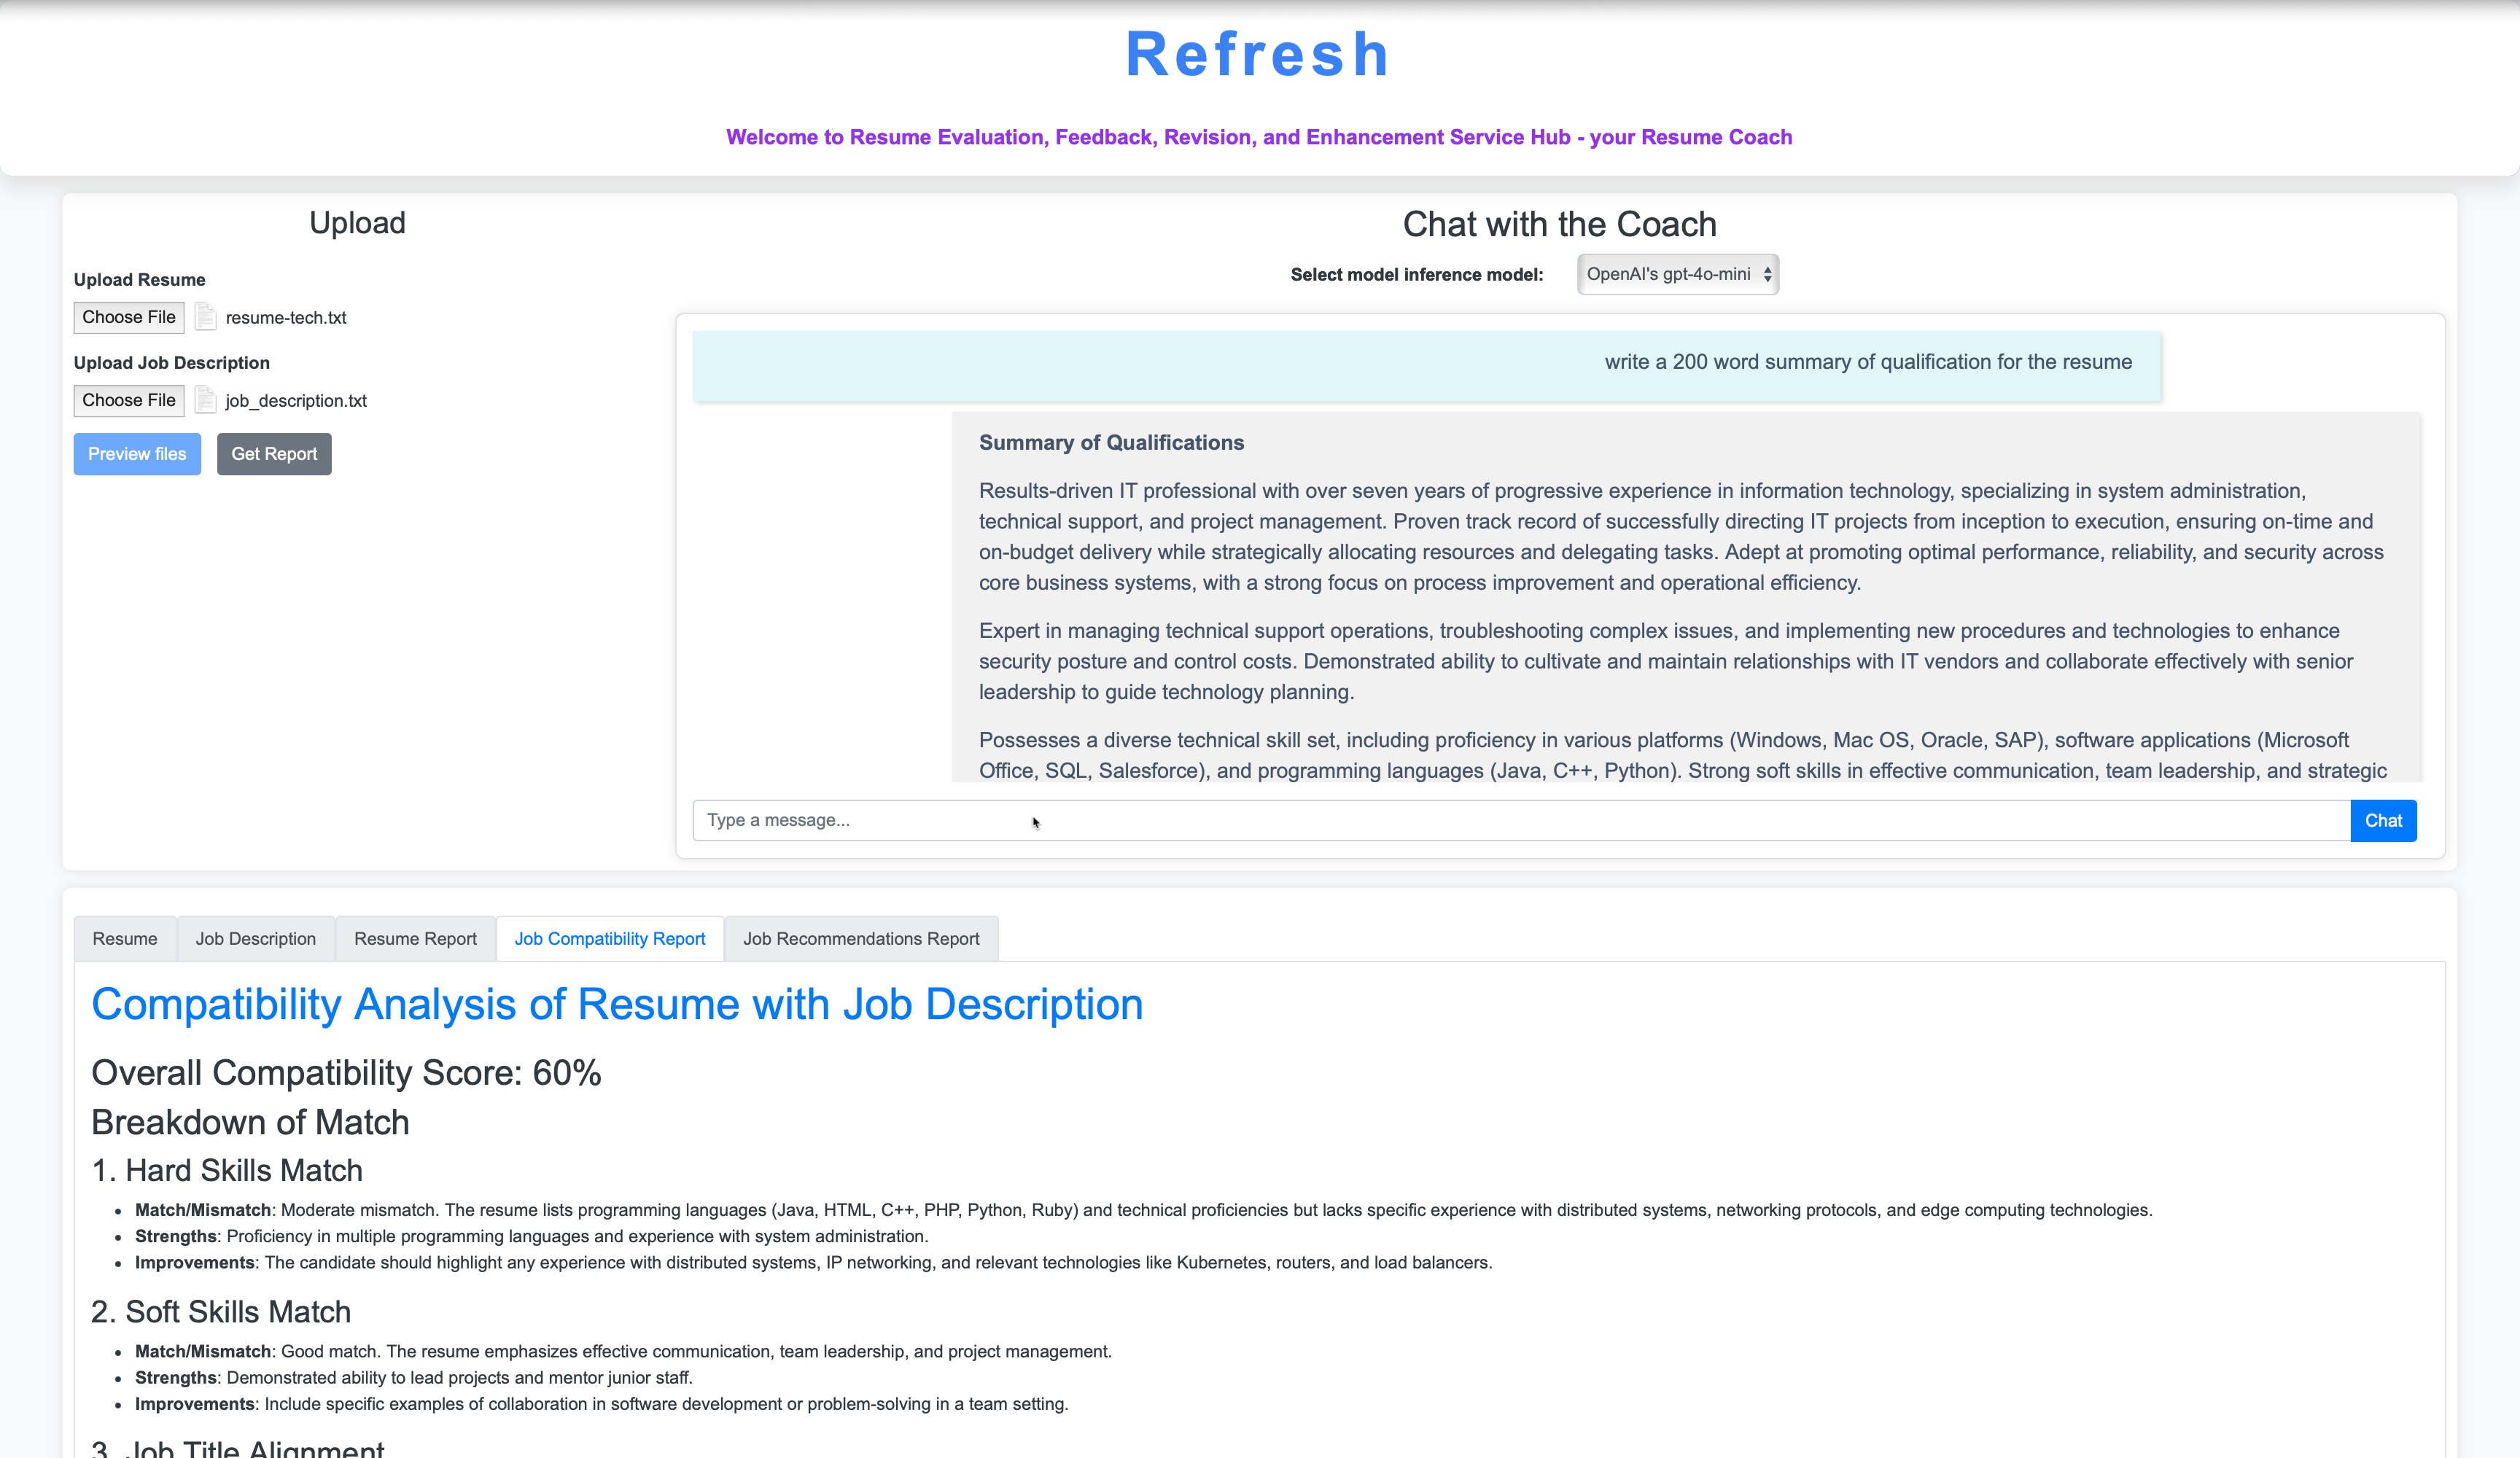 Refresh
Welcome to Resume Evaluation, Feedback, Revision, and Enhancement Service Hub - your Resume Coach
Upload
Upload Resume
Choose File resume-tech.txt
Upload Job Description
Choose File job_description.txt
Preview files Get Report
Chat with the Coach
Select model inference model: OpenAI's gpt-4o-mini
write a 200 word summary of qualification for the resume
Summary of Qualifications
Results-driven IT professional with over seven years of progressive experience in information technology, specializing in system administration,
technical support, and project management. Proven track record of successfully directing IT projects from inception to execution, ensuring on-time and
on-budget delivery while strategically allocating resources and delegating tasks. Adept at promoting optimal performance, reliability, and security across
core business systems, with a strong focus on process improvement and operational efficiency.
Expert in managing technical support operations, troubleshooting complex issues, and implementing new procedures and technologies to enhance
security posture and control costs. Demonstrated ability to cultivate and maintain relationships with IT vendors and collaborate effectively with senior
leadership to guide technology planning.
Possesses a diverse technical skill set, including proficiency in various platforms (Windows, Mac OS, Oracle, SAP), software applications (Microsoft
Office, SQL, Salesforce), and programming languages (Java, C++, Python). Strong soft skills in effective communication, team leadership, and strategic
Type a message... Chat
Resume Job Description Resume Report Job Compatibility Report Job Recommendations Report
Compatibility Analysis of Resume with Job Description
Overall Compatibility Score: 60%
Breakdown of Match
1. Hard Skills Match
• Match/Mismatch: Moderate mismatch. The resume lists programming languages (Java, HTML, C++, PHP, Python, Ruby) and technical proficiencies but lacks specific experience with distributed systems, networking protocols, and edge computing technologies.
• Strengths: Proficiency in multiple programming languages and experience with system administration.
• Improvements: The candidate should highlight any experience with distributed systems, IP networking, and relevant technologies like Kubernetes, routers, and load balancers.
2. Soft Skills Match
• Match/Mismatch: Good match. The resume emphasizes effective communication, team leadership, and project management.
• Strengths: Demonstrated ability to lead projects and mentor junior staff.
• Improvements: Include specific examples of collaboration in software development or problem-solving in a team setting.
3. Job Title Alignment